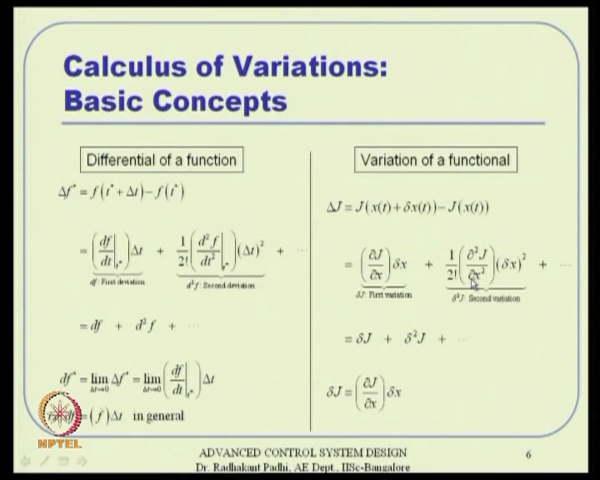 Calculus of Variations:
Basic Concepts
Differential of a function
Δf* = f(t* + Δt) − f(t*)
= (df/dt|t*) Δt + 1/2! (d²f/dt²|t*) (Δt)² + ⋯
df: First deviation d²f: Second deviation
= df + d²f + ⋯
df* = lim Δt→0 Δf* = lim Δt→0 (df/dt|t*) Δt
= (f)Δt in general
Variation of a functional
ΔJ = J(x(t) + δx(t)) − J(x(t))
= (∂J/∂x) δx + 1/2! (∂²J/∂x²) (δx)² + ⋯
δJ: First variation δ²J: Second variation
= δJ + δ²J + ⋯
δJ = (∂J/∂x) δx
NPTEL
ADVANCED CONTROL SYSTEM DESIGN
Dr. Radhakant Padhi, AE Dept., IISc-Bangalore
6